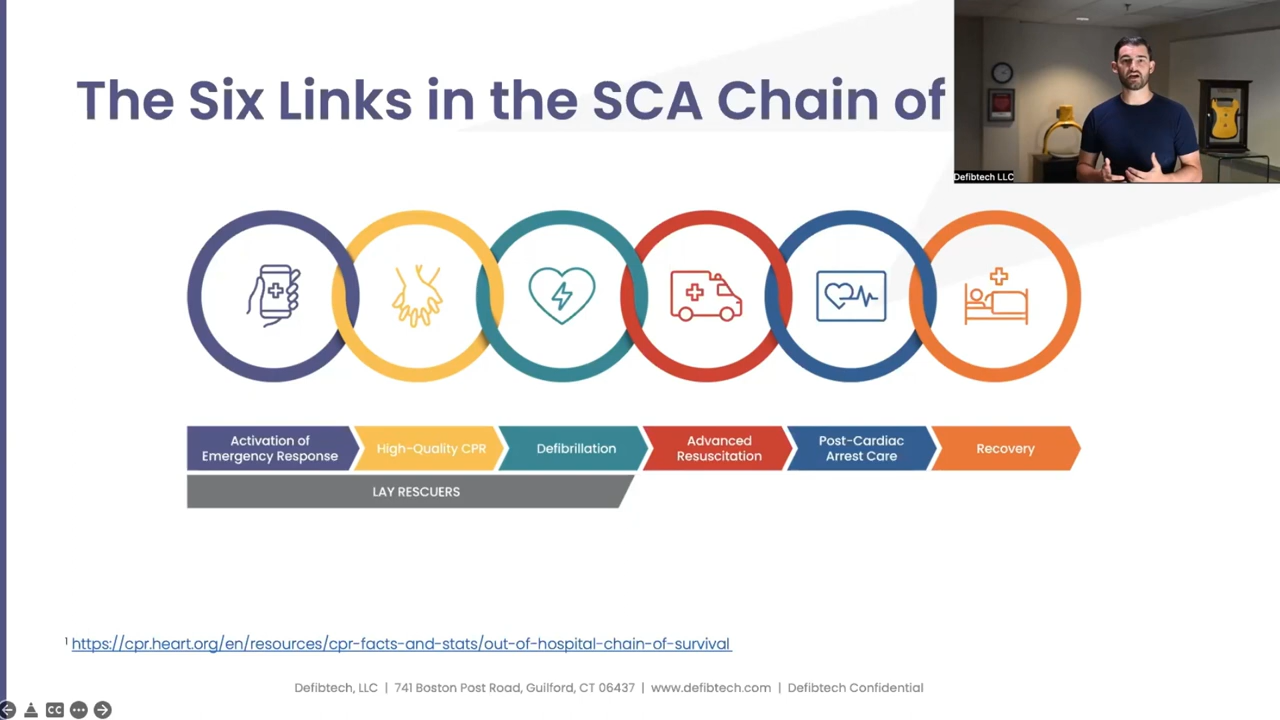 The Six Links in the SCA Chain of
Defibtech LLC
Activation of
Emergency Response
High-Quality CPR
Defibrillation
Advanced
Resuscitation
Post-Cardiac
Arrest Care
Recovery
LAY RESCUERS
1 https://cpr.heart.org/en/resources/cpr-facts-and-stats/out-of-hospital-chain-of-survival
Defibtech, LLC | 741 Boston Post Road, Guilford, CT 06437 | www.defibtech.com | Defibtech Confidential
CC